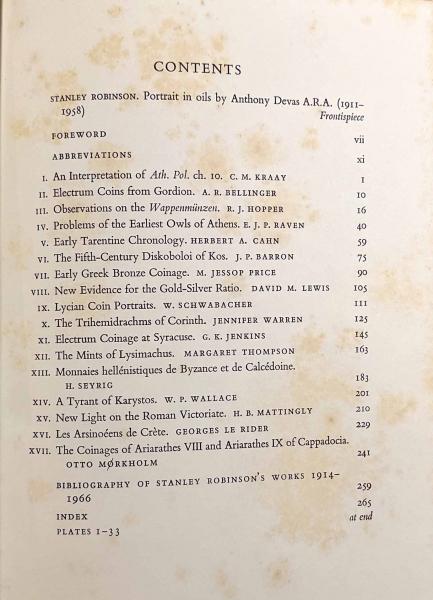 CONTENTS
STANLEY ROBINSON. Portrait in oils by Anthony Devas A.R.A. (1911–
1958) Frontispiece
FOREWORD vii
ABBREVIATIONS xi
I. An Interpretation of Ath. Pol. ch. 10. C. M. KRAAY 1
II. Electrum Coins from Gordion. A. R. BELLINGER 10
III. Observations on the Wappenmünzen. R. J. HOPPER 16
IV. Problems of the Earliest Owls of Athens. E. J. P. RAVEN 40
V. Early Tarentine Chronology. HERBERT A. CAHN 59
VI. The Fifth-Century Diskoboloi of Kos. J. P. BARRON 75
VII. Early Greek Bronze Coinage. M. JESSOP PRICE 90
VIII. New Evidence for the Gold-Silver Ratio. DAVID M. LEWIS 105
IX. Lycian Coin Portraits. W. SCHWABACHER 111
X. The Trihemidrachms of Corinth. JENNIFER WARREN 125
XI. Electrum Coinage at Syracuse. G. K. JENKINS 145
XII. The Mints of Lysimachus. MARGARET THOMPSON 163
XIII. Monnaies hellénistiques de Byzance et de Calcédoine.
H. SEYRIG 183
XIV. A Tyrant of Karystos. W. P. WALLACE 201
XV. New Light on the Roman Victoriate. H. B. MATTINGLY 210
XVI. Les Arsinoéens de Crète. GEORGES LE RIDER 229
XVII. The Coinages of Ariarathes VIII and Ariarathes IX of Cappadocia.
OTTO MØRKHOLM 241
BIBLIOGRAPHY OF STANLEY ROBINSON'S WORKS 1914–
1966 259
INDEX 265
PLATES 1–33 at end